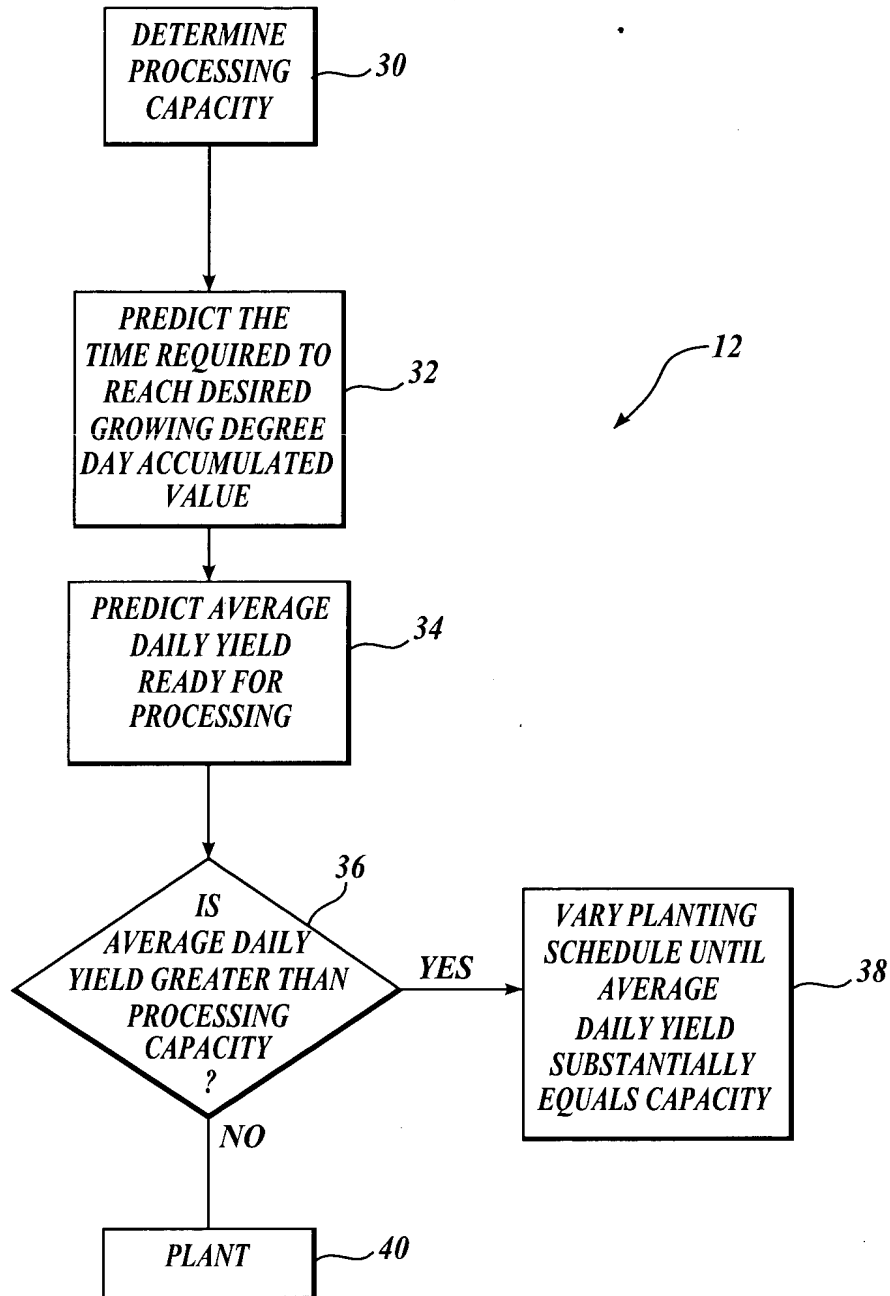 DETERMINE
PROCESSING
CAPACITY
30
PREDICT THE
TIME REQUIRED TO
REACH DESIRED
GROWING DEGREE
DAY ACCUMULATED
VALUE
32
12
PREDICT AVERAGE
DAILY YIELD
READY FOR
PROCESSING
34
IS
AVERAGE DAILY
YIELD GREATER THAN
PROCESSING
CAPACITY
?
36
YES
VARY PLANTING
SCHEDULE UNTIL
AVERAGE
DAILY YIELD
SUBSTANTIALLY
EQUALS CAPACITY
38
NO
PLANT
40